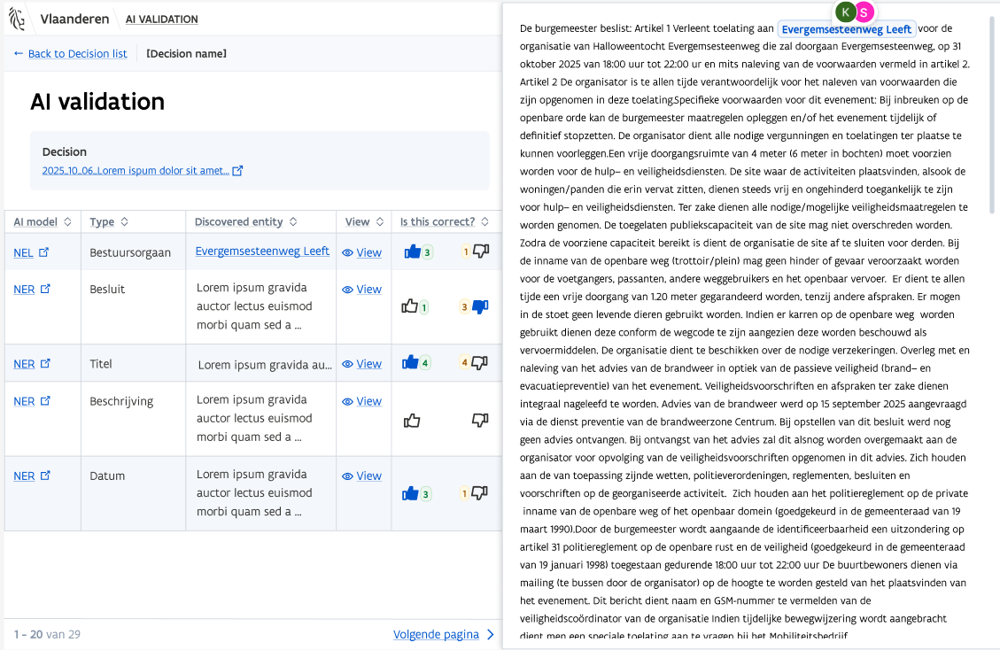 Vlaanderen
AI VALIDATION
← Back to Decision list
[Decision name]
AI validation
Decision
2025_10_06_Lorem ispum dolor sit amet...
AI model Type Discovered entity View Is this correct?
NEL Bestuursorgaan Evergemsesteenweg Leeft View 3 1
NER Besluit Lorem ipsum gravida View
auctor lectus euismod 1 3
morbi quam sed a ...
NER Titel Lorem ipsum gravida au... View 4 4
NER Beschrijving Lorem ipsum gravida View
auctor lectus euismod
morbi quam sed a ...
NER Datum Lorem ipsum gravida View
auctor lectus euismod 3 1
morbi quam sed a ...
1 - 20 van 29
Volgende pagina
K S
De burgemeester beslist: Artikel 1 Verleent toelating aan Evergemsesteenweg Leeft voor de
organisatie van Halloweentocht Evergemsesteenweg die zal doorgaan Evergemsesteenweg, op 31
oktober 2025 van 18:00 uur tot 22:00 ur en mits naleving van de voorwaarden vermeld in artikel 2.
Artikel 2 De organisator is te allen tijde verantwoordelijk voor het naleven van voorwaarden die
zijn opgenomen in deze toelating.Specifieke voorwaarden voor dit evenement: Bij inbreuken op de
openbare orde kan de burgemeester maatregelen opleggen en/of het evenement tijdelijk of
definitief stopzetten. De organisator dient alle nodige vergunningen en toelatingen ter plaatse te
kunnen voorleggen.Een vrije doorgangsruimte van 4 meter (6 meter in bochten) moet voorzien
worden voor de hulp– en veiligheidsdiensten. De site waar de activiteiten plaatsvinden, alsook de
woningen/panden die erin vervat zitten, dienen steeds vrij en ongehinderd toegankelijk te zijn
voor hulp– en veiligheidsdiensten. Ter zake dienen alle nodige/mogelijke veiligheidsmaatregelen te
worden genomen. De toegelaten publiekscapaciteit van de site mag niet overschreden worden.
Zodra de voorziene capaciteit bereikt is dient de organisatie de site af te sluiten voor derden. Bij
de inname van de openbare weg (trottoir/plein) mag geen hinder of gevaar veroorzaakt worden
voor de voetgangers, passanten, andere weggebruikers en het openbaar vervoer. Er dient te allen
tijde een vrije doorgang van 1.20 meter gegarandeerd worden, tenzij andere afspraken. Er mogen
in de stoet geen levende dieren gebruikt worden. Indien er karren op de openbare weg worden
gebruikt dienen deze conform de wegcode te zijn aangezien deze worden beschouwd als
vervoermiddelen. De organisatie dient te beschikken over de nodige verzekeringen. Overleg met en
naleving van het advies van de brandweer in optiek van de passieve veiligheid (brand– en
evacuatiepreventie) van het evenement. Veiligheidsvoorschriften en afspraken ter zake dienen
integraal nageleefd te worden. Advies van de brandweer werd op 15 september 2025 aangevraagd
via de dienst preventie van de brandweerzone Centrum. Bij opstellen van dit besluit werd nog
geen advies ontvangen. Bij ontvangst van het advies zal dit alsnog worden overgemaakt aan de
organisator voor opvolging van de veiligheidsvoorschriften opgenomen in dit advies. Zich houden
aan de van toepassing zijnde wetten, politieverordeningen, reglementen, besluiten en
voorschriften op de georganiseerde activiteit. Zich houden aan het politiereglement op de private
inname van de openbare weg of het openbaar domein (goedgekeurd in de gemeenteraad van 19
maart 1990).Door de burgemeester wordt aangaande de identificeerbaarheid een uitzondering op
artikel 31 politiereglement op de openbare rust en de veiligheid (goedgekeurd in de gemeenteraad
van 19 januari 1998) toegestaan gedurende 18:00 uur tot 22:00 uur De buurtbewoners dienen via
mailing (te bussen door de organisator) op de hoogte te worden gesteld van het plaatsvinden van
het evenement. Dit bericht dient naam en GSM-nummer te vermelden van de
veiligheidscoördinator van de organisatie Indien tijdelijke bewegwijzering wordt aangebracht
dient men een speciale toelating aan te vragen bij het Mobiliteitsbedrijf